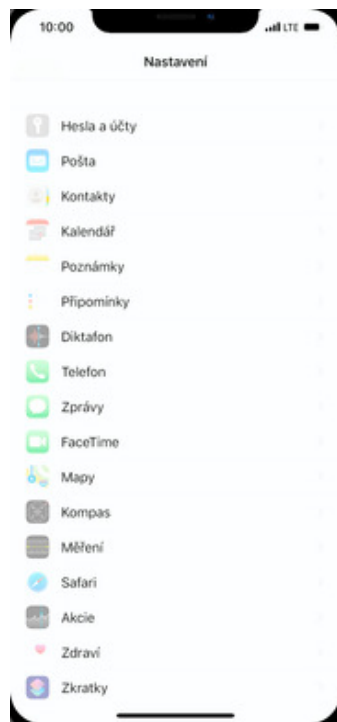 10:00
LTE
Nastavení
Hesla a účty
Pošta
Kontakty
Kalendář
Poznámky
Připomínky
Diktafon
Telefon
Zprávy
FaceTime
Mapy
Kompas
Měření
Safari
Akcie
Zdraví
Zkratky